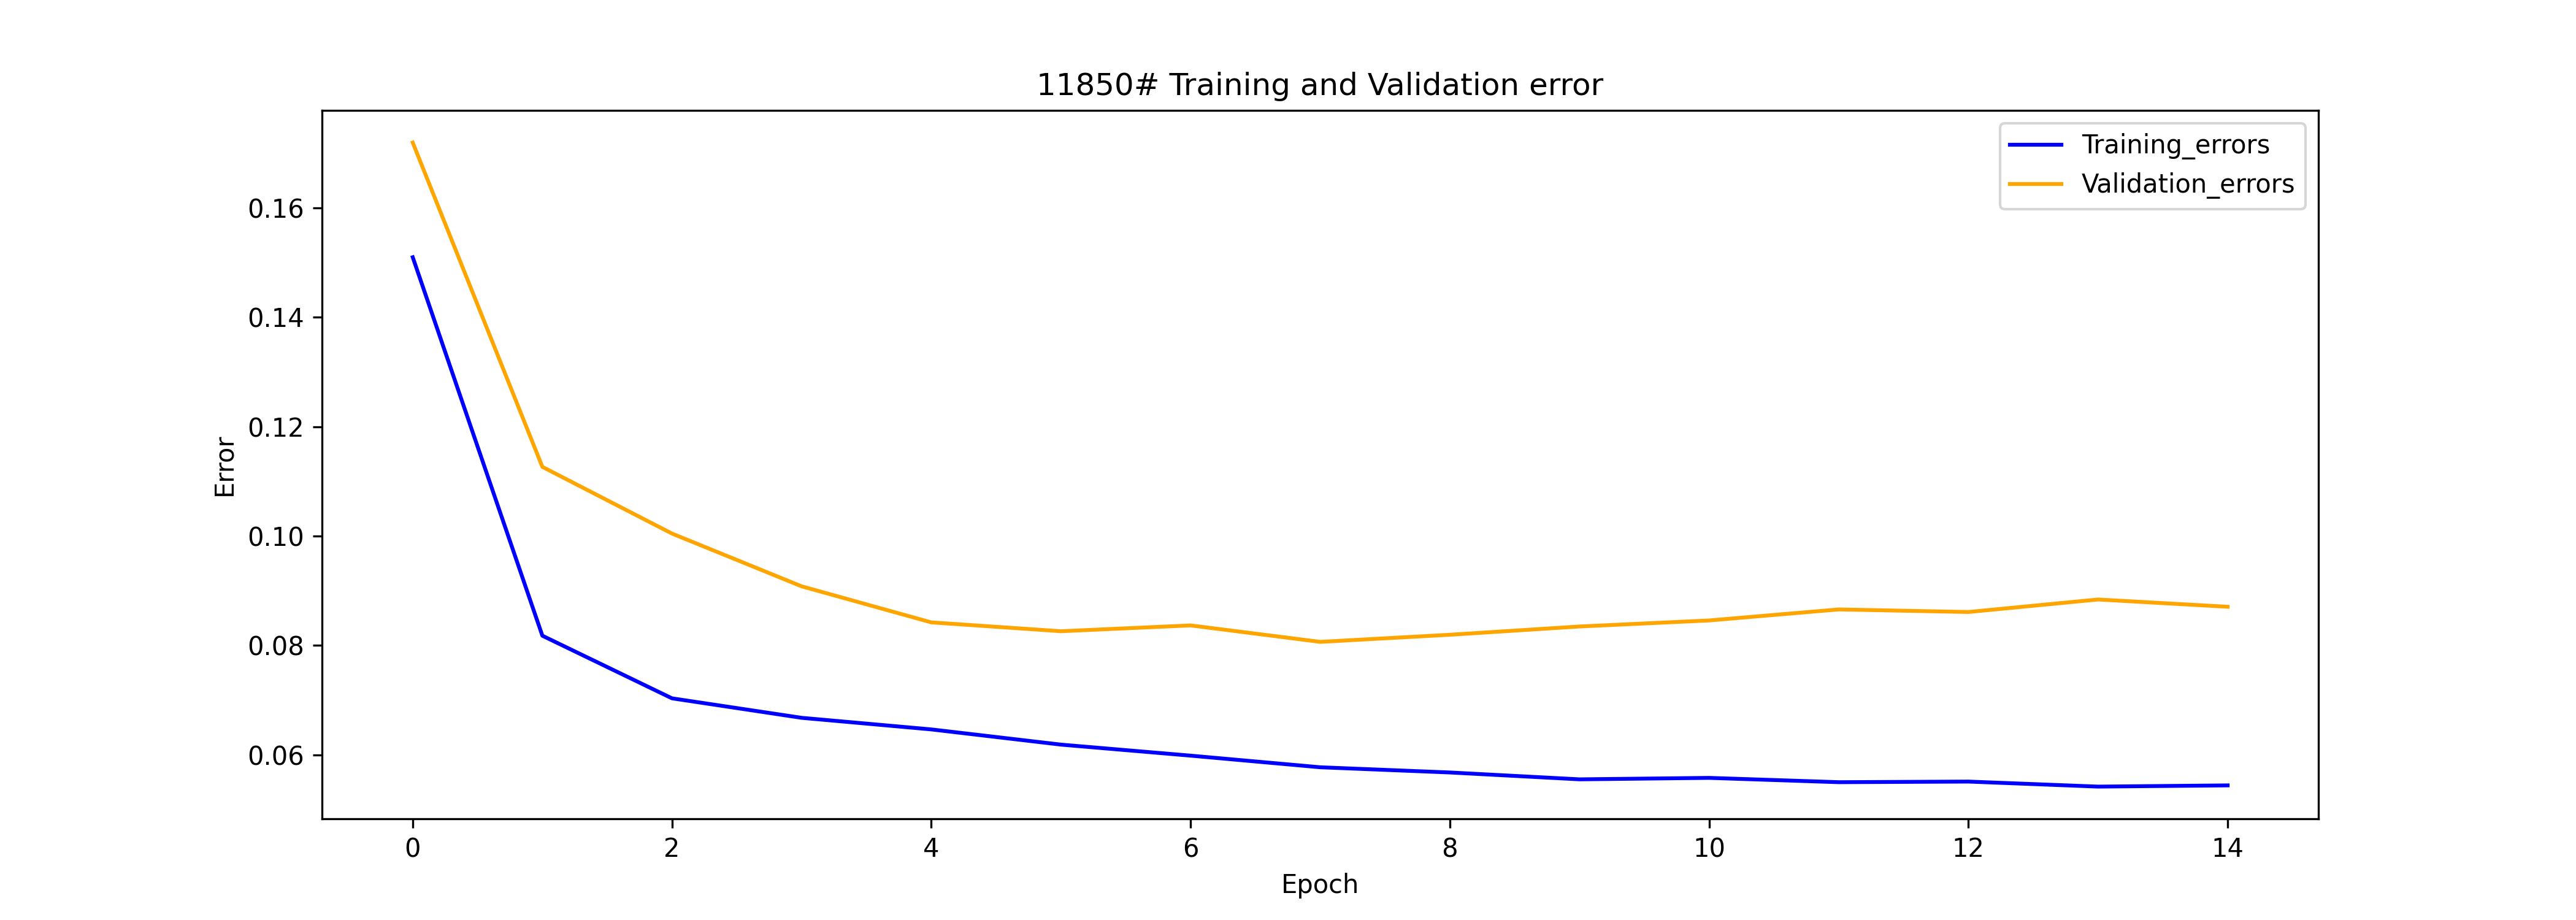 11850# Training and Validation error
Training_errors
Validation_errors
0.16
0.14
0.12
0.10
0.08
0.06
Error
0 2 4 6 8 10 12 14
Epoch